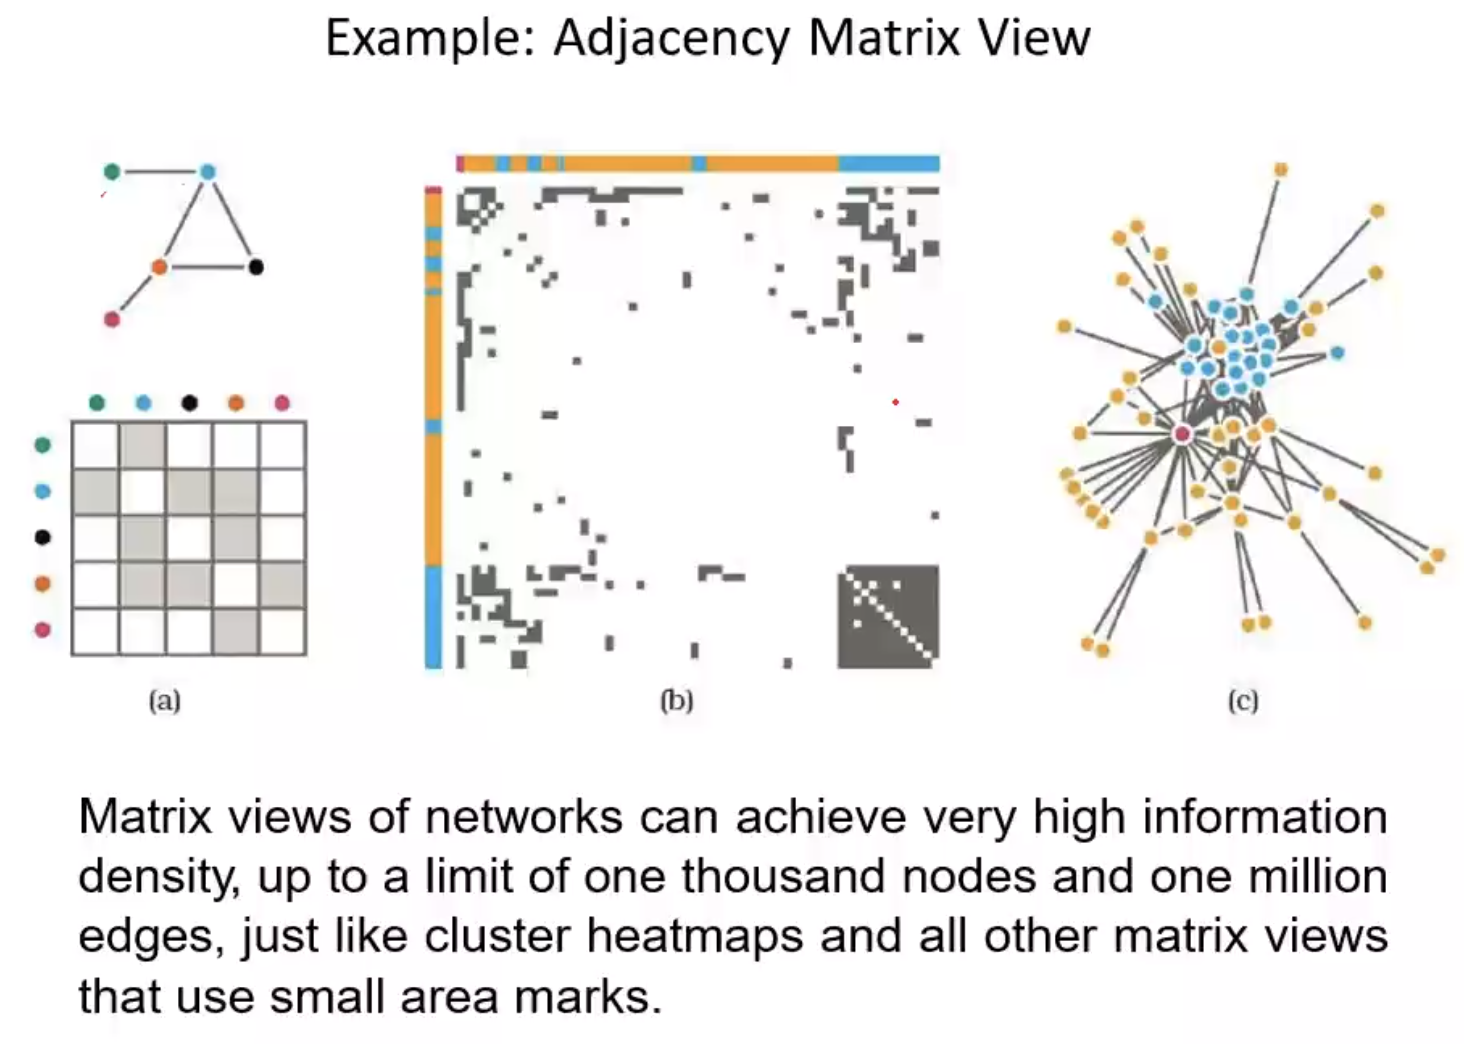 Example: Adjacency Matrix View
(a)
(b)
(c)
Matrix views of networks can achieve very high information
density, up to a limit of one thousand nodes and one million
edges, just like cluster heatmaps and all other matrix views
that use small area marks.